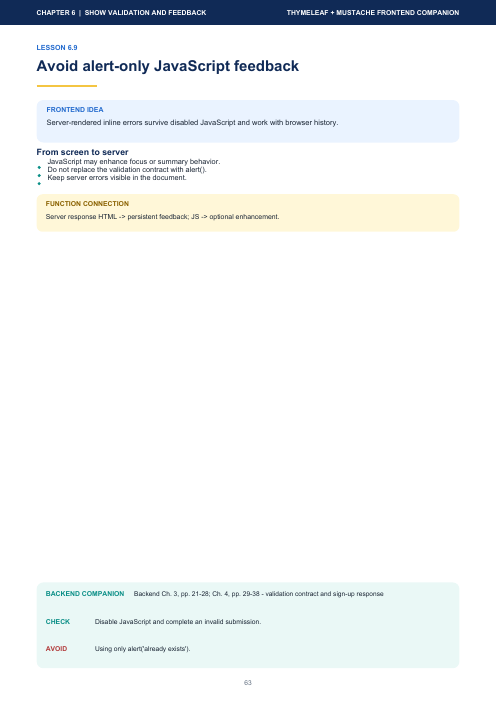 CHAPTER 6 | SHOW VALIDATION AND FEEDBACK THYMELEAF + MUSTACHE FRONTEND COMPANION
LESSON 6.9
Avoid alert-only JavaScript feedback
FRONTEND IDEA
Server-rendered inline errors survive disabled JavaScript and work with browser history.
From screen to server
JavaScript may enhance focus or summary behavior.
Do not replace the validation contract with alert().
Keep server errors visible in the document.
FUNCTION CONNECTION
Server response HTML -> persistent feedback; JS -> optional enhancement.
BACKEND COMPANION Backend Ch. 3, pp. 21-28; Ch. 4, pp. 29-38 - validation contract and sign-up response
CHECK Disable JavaScript and complete an invalid submission.
AVOID Using only alert('already exists').
63